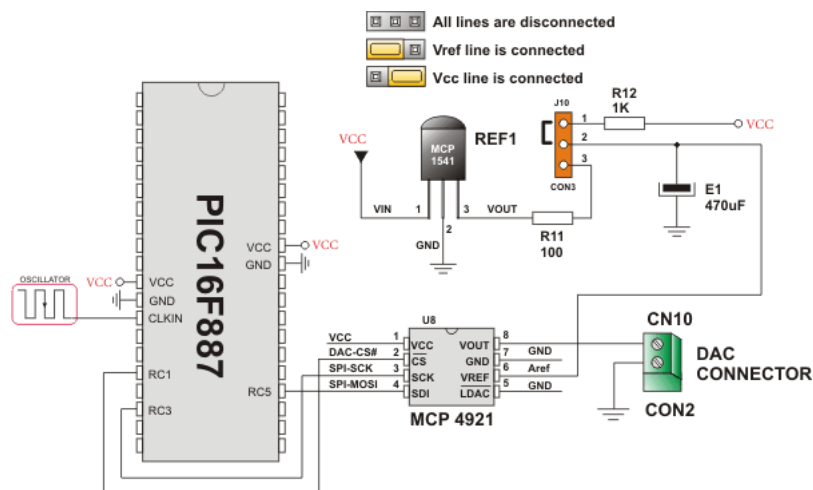 All lines are disconnected
Vref line is connected
Vcc line is connected
R12
1K
J10
1
VCC
2
3
CON3
REF1
MCP
1541
VCC
VIN
1
2
3
VOUT
GND
R11
100
E1
470uF
PIC16F887
VCC
VCC
GND
OSCILLATOR
VCC
VCC
GND
CLKIN
RC1
RC3
RC5
U8
VCC
1
VCC
VOUT
8
DAC-CS#
2
CS
GND
7
GND
SPI-SCK
3
SCK
VREF
6
Aref
SPI-MOSI
4
SDI
LDAC
5
GND
MCP 4921
CN10
DAC
CONNECTOR
CON2